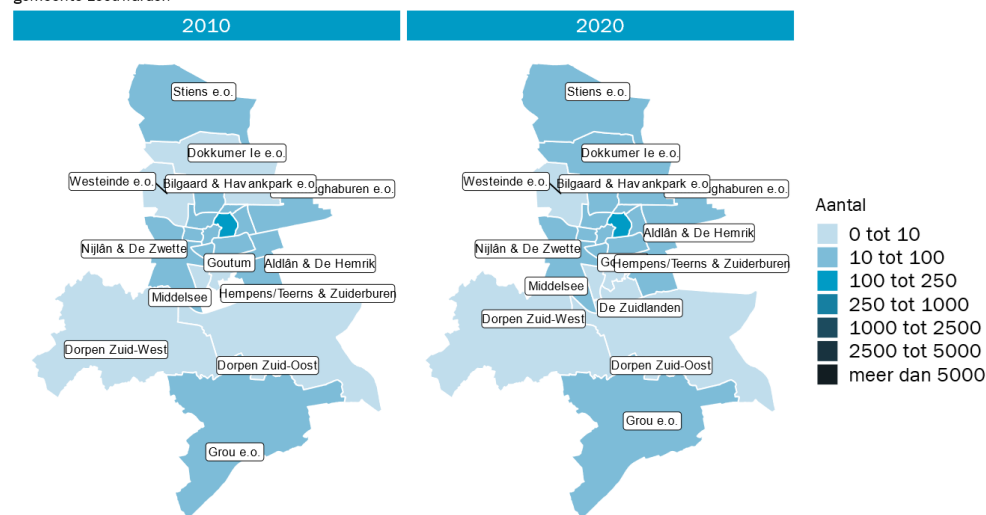 2010
2020
Stiens e.o.
Dokkumer Ie e.o.
Westeinde e.o.
Bilgaard & Havankpark e.o.
ghaburen e.o.
Nijlân & De Zwette
Goutum
Aldlân & De Hemrik
Middelsee
Hempens/Teerns & Zuiderburen
Dorpen Zuid-West
Dorpen Zuid-Oost
Grou e.o.
Stiens e.o.
Dokkumer Ie e.o.
Westeinde e.o.
Bilgaard & Havankpark e.o.
ghaburen e.o.
Aldlân & De Hemrik
Nijlân & De Zwette
Hempens/Teerns & Zuiderburen
Middelsee
De Zuidlanden
Dorpen Zuid-West
Dorpen Zuid-Oost
Grou e.o.
Aantal
0 tot 10
10 tot 100
100 tot 250
250 tot 1000
1000 tot 2500
2500 tot 5000
meer dan 5000